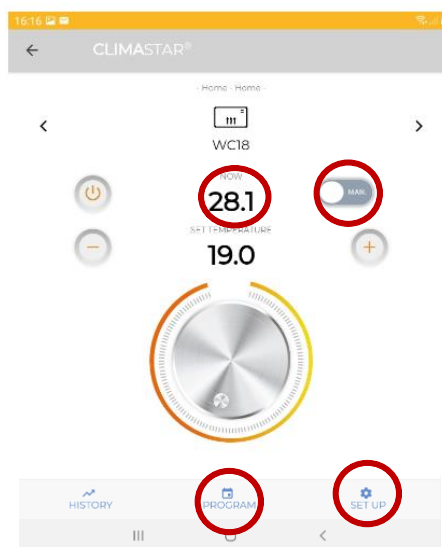 16:16
CLIMASTAR®
- Home - Home -
WC18
NOW
28.1
MAN.
SET TEMPERATURE
19.0
HISTORY
PROGRAM
SET UP